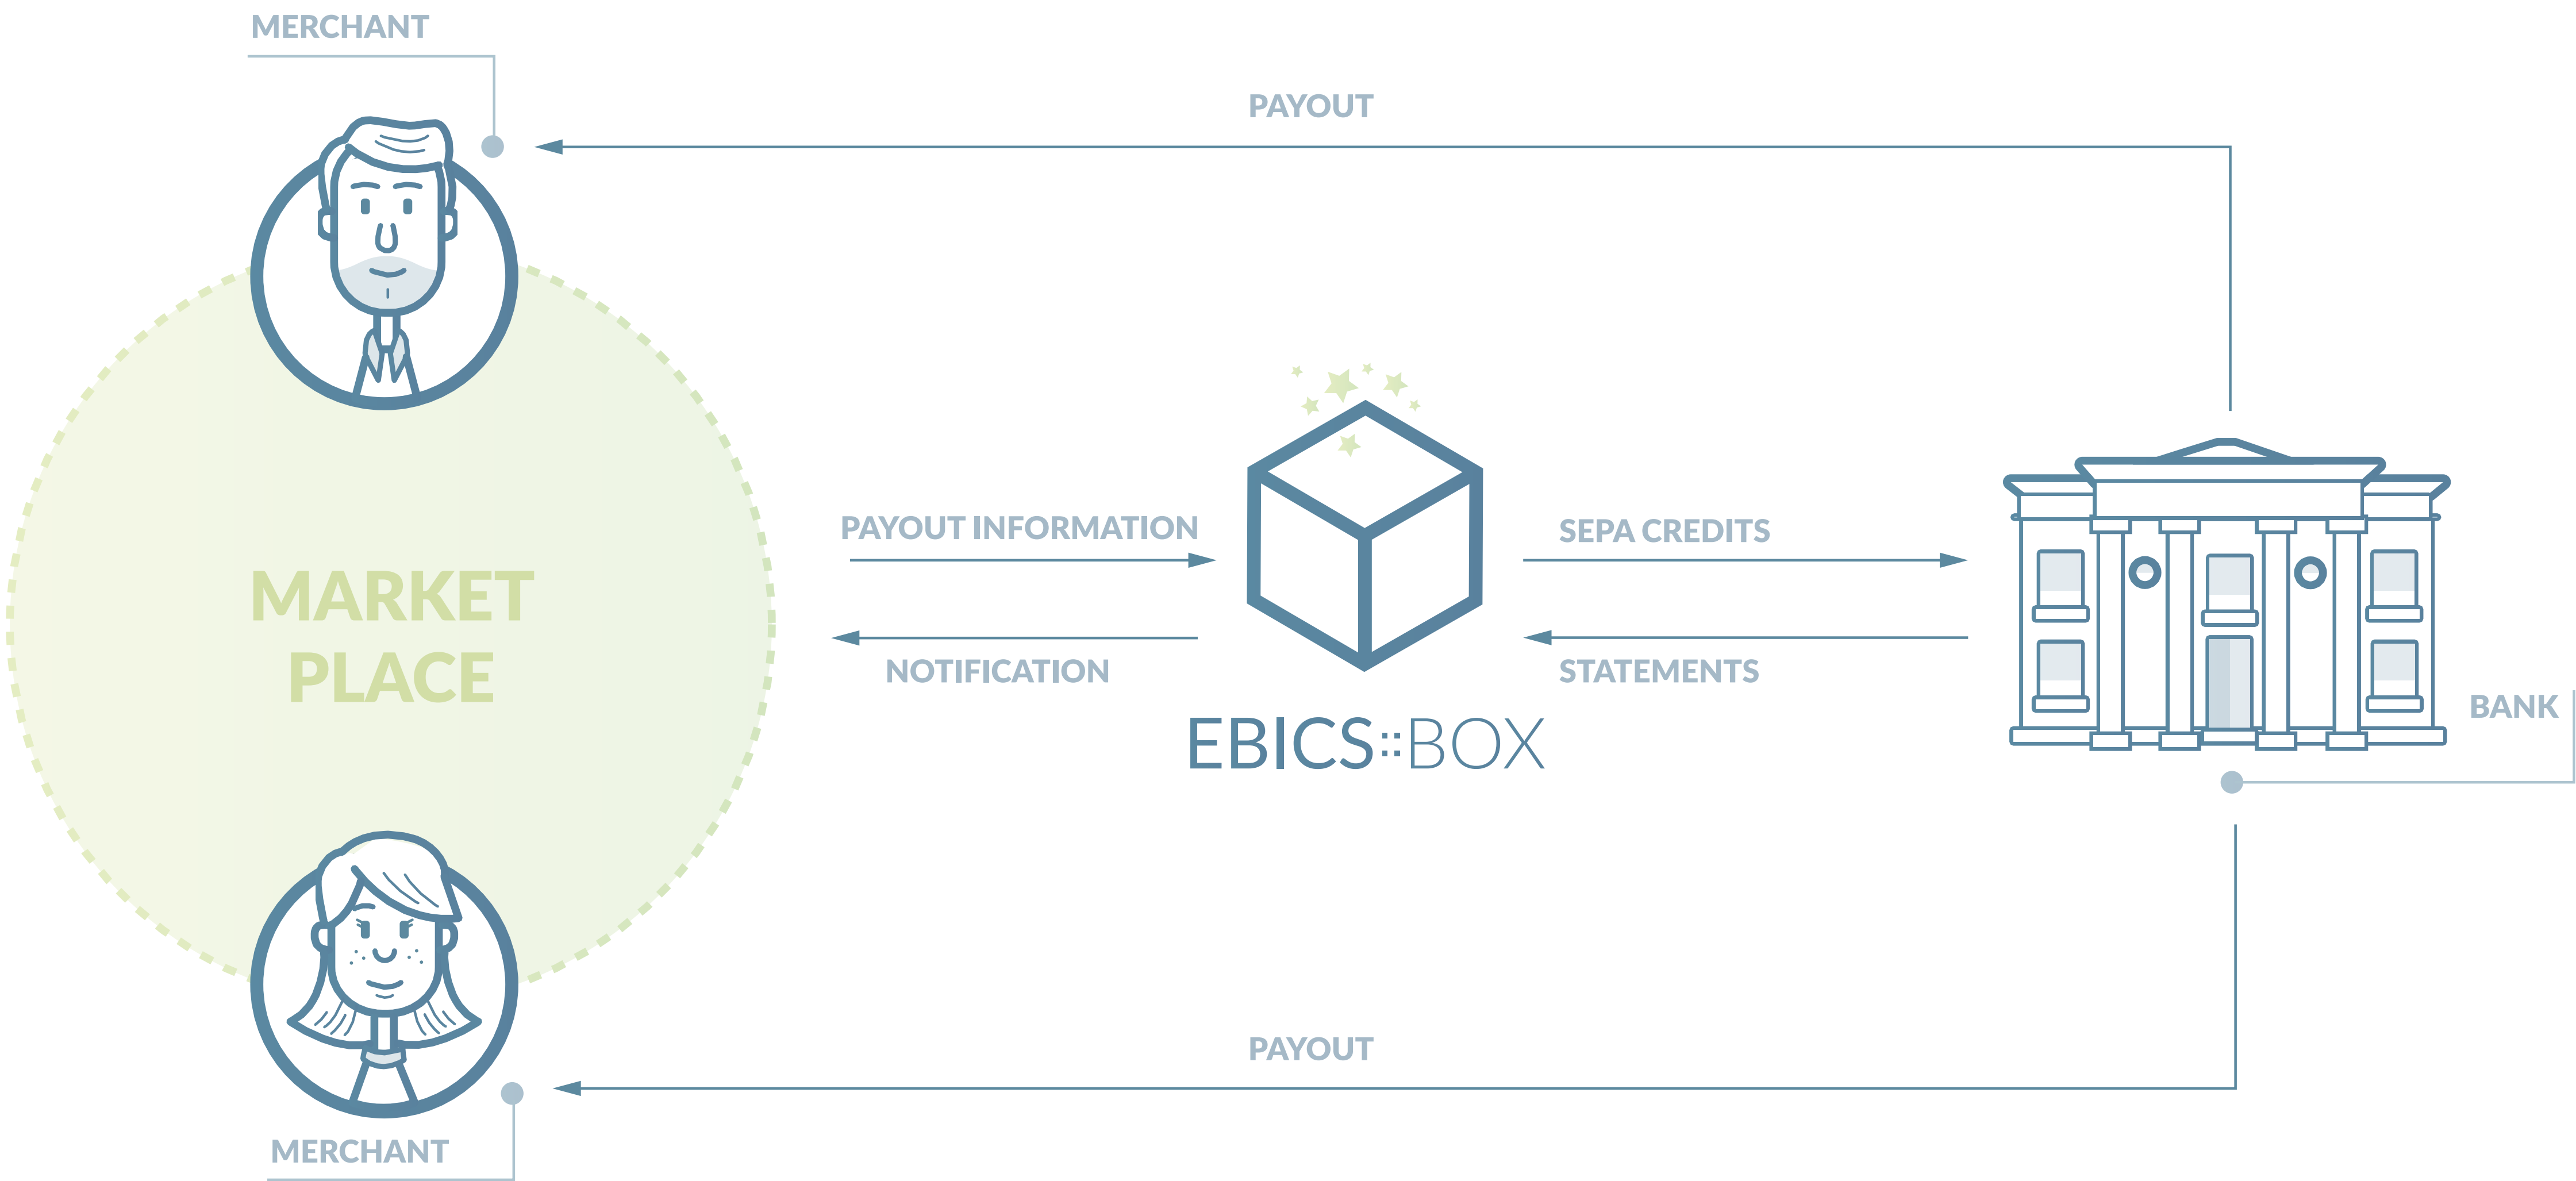 MERCHANT
PAYOUT
PAYOUT INFORMATION
SEPA CREDITS
MARKET
PLACE
NOTIFICATION
STATEMENTS
BANK
EBICS::BOX
PAYOUT
MERCHANT